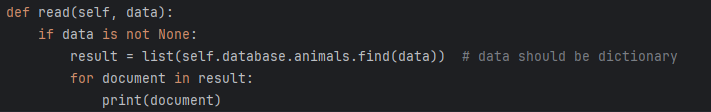 def read(self, data):
    if data is not None:
        result = list(self.database.animals.find(data))  # data should be dictionary
        for document in result:
            print(document)